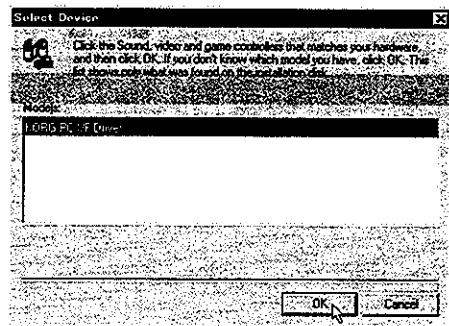 Select Device
Click the Sound, video and game controllers that matches your hardware,
and then click OK. If you don't know which model you have, click OK. This
list shows only what was found on the installation disk.
Models:
KORG PC I/F Driver
OK
Cancel